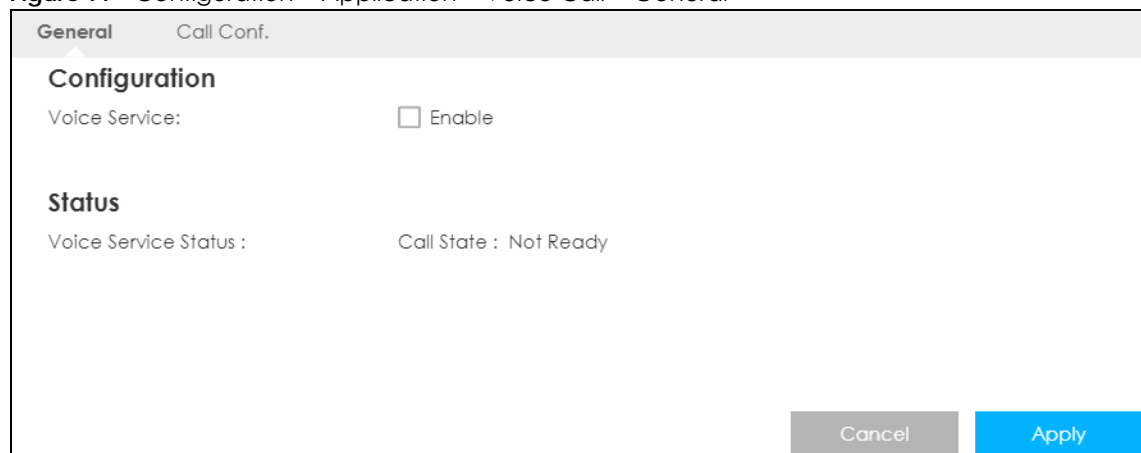 General Call Conf.
Configuration
Voice Service: Enable
Status
Voice Service Status : Call State : Not Ready
Cancel Apply